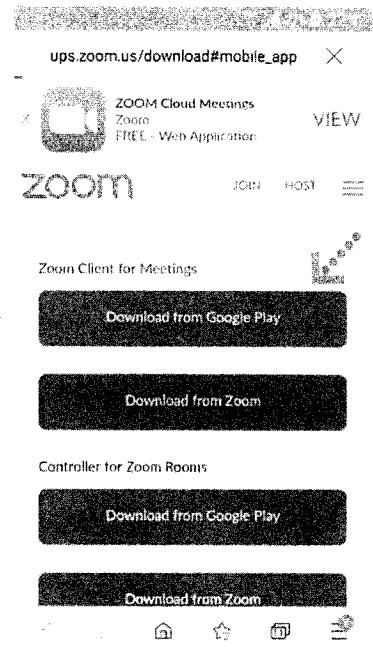 ups.zoom.us/download#mobile_app
ZOOM Cloud Meetings
Zoom
FREE - Web Application
VIEW
zoom
JOIN
HOST
Zoom Client for Meetings
Download from Google Play
Download from Zoom
Controller for Zoom Rooms
Download from Google Play
Download from Zoom